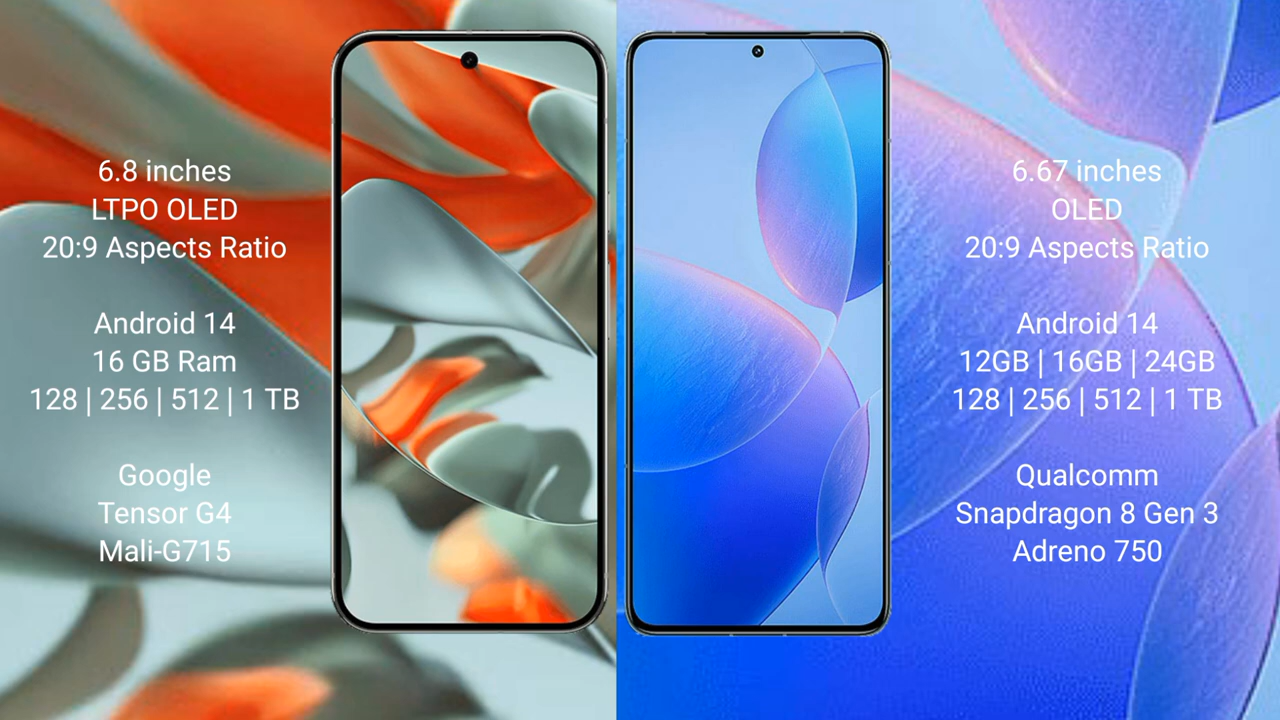 6.8 inches
LTPO OLED
20:9 Aspects Ratio
Android 14
16 GB Ram
128 | 256 | 512 | 1 TB
Google
Tensor G4
Mali-G715
6.67 inches
OLED
20:9 Aspects Ratio
Android 14
12GB | 16GB | 24GB
128 | 256 | 512 | 1 TB
Qualcomm
Snapdragon 8 Gen 3
Adreno 750